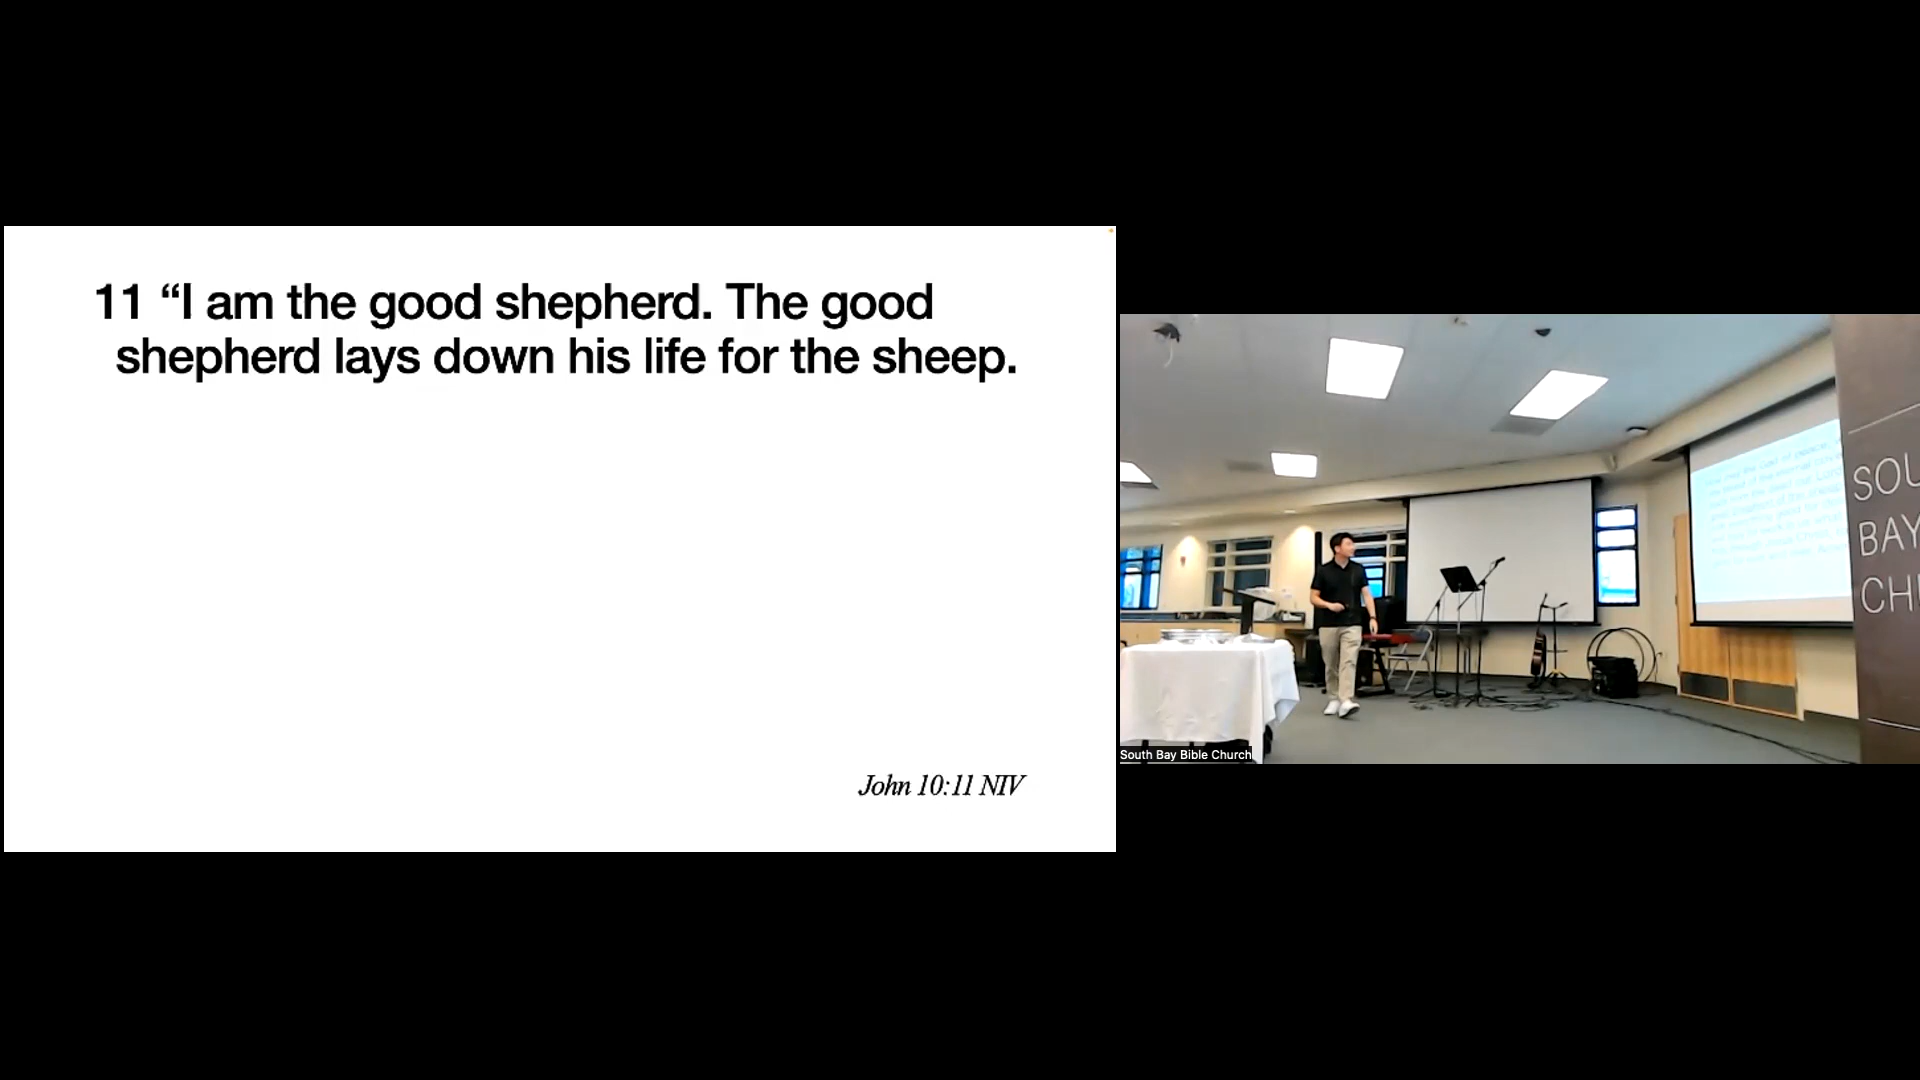 11 “I am the good shepherd. The good
shepherd lays down his life for the sheep.
John 10:11 NIV
SOU
BAY
CHI
South Bay Bible Church